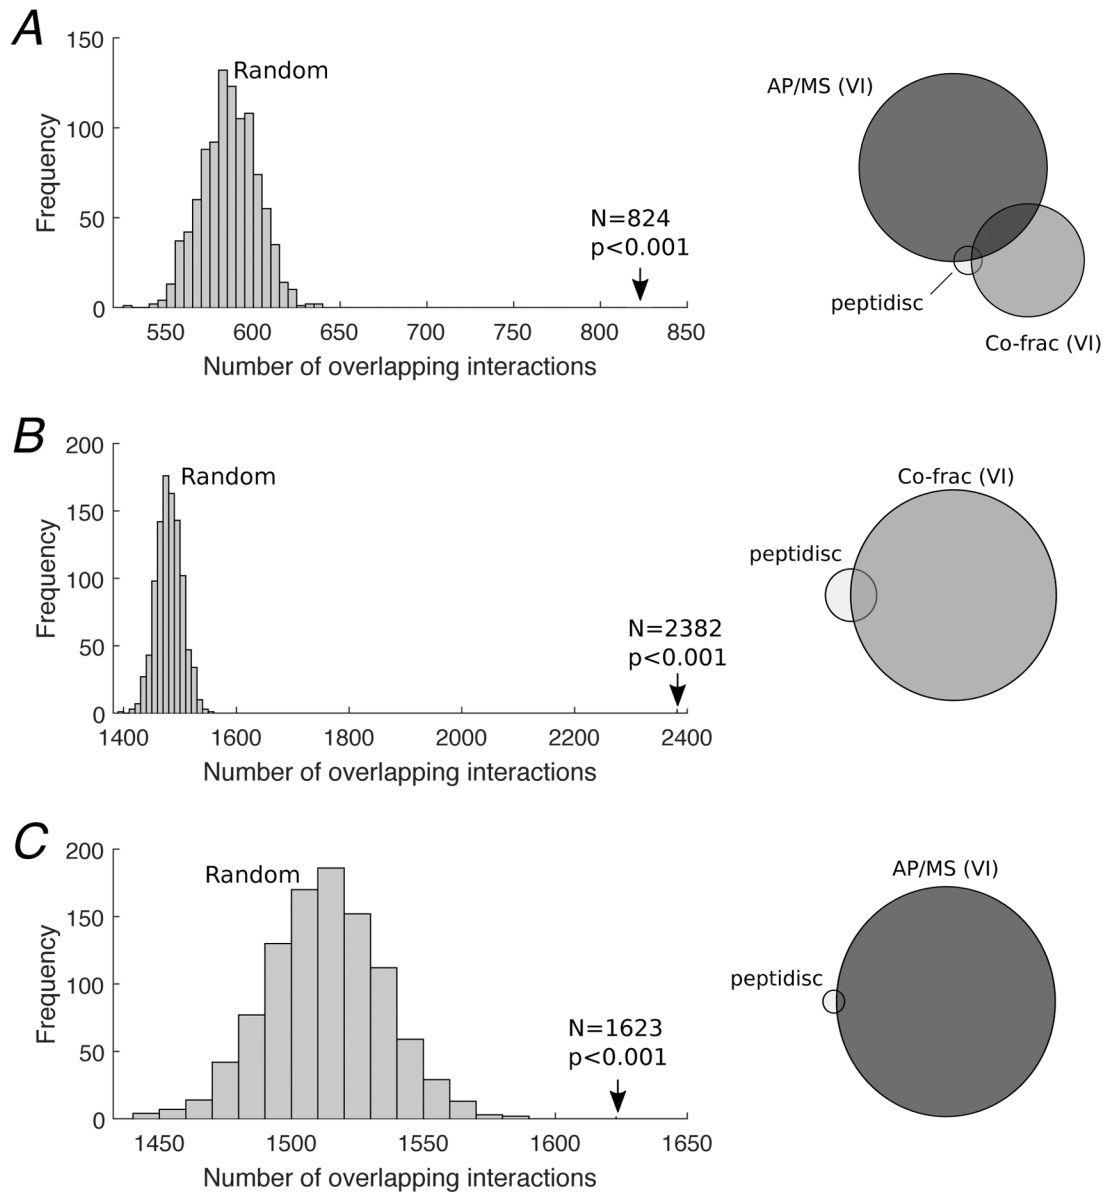 A
150
100
50
0
Frequency
Random
N=824
p<0.001
550 600 650 700 750 800 850
Number of overlapping interactions
AP/MS (VI)
peptidisc
Co-frac (VI)
B
200
150
100
50
0
Frequency
Random
N=2382
p<0.001
1400 1600 1800 2000 2200 2400
Number of overlapping interactions
Co-frac (VI)
peptidisc
C
200
150
100
50
0
Frequency
Random
N=1623
p<0.001
1450 1500 1550 1600 1650
Number of overlapping interactions
AP/MS (VI)
peptidisc